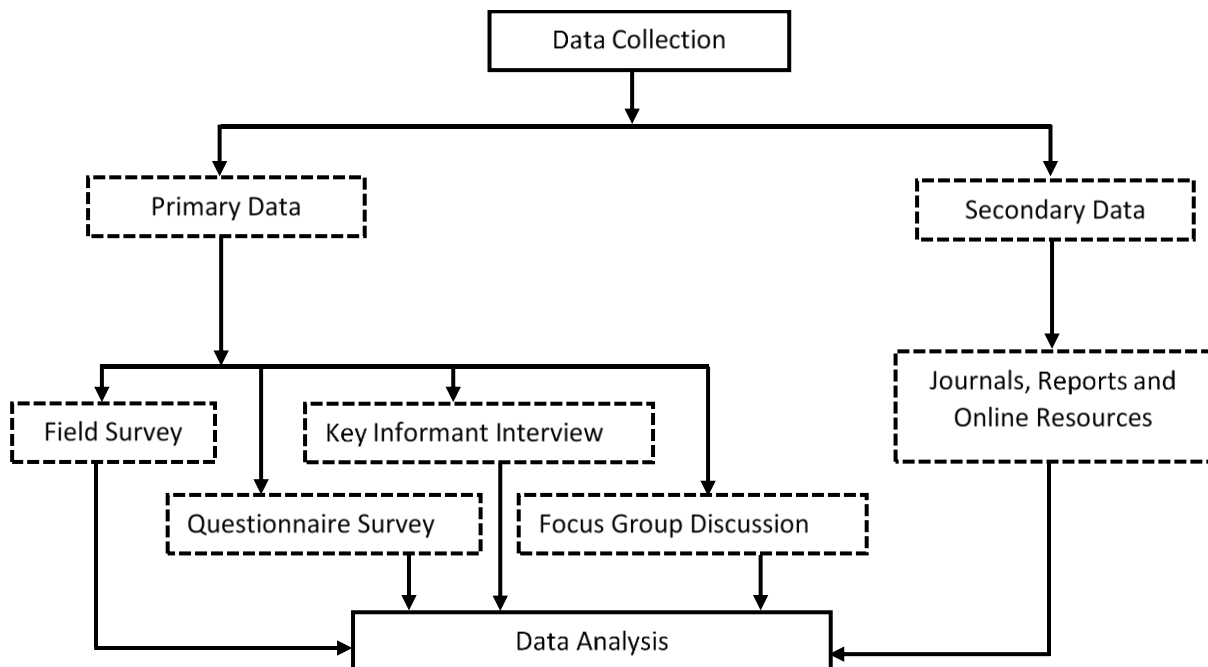 Data Collection
Primary Data
Secondary Data
Journals, Reports and
Online Resources
Field Survey
Key Informant Interview
Questionnaire Survey
Focus Group Discussion
Data Analysis